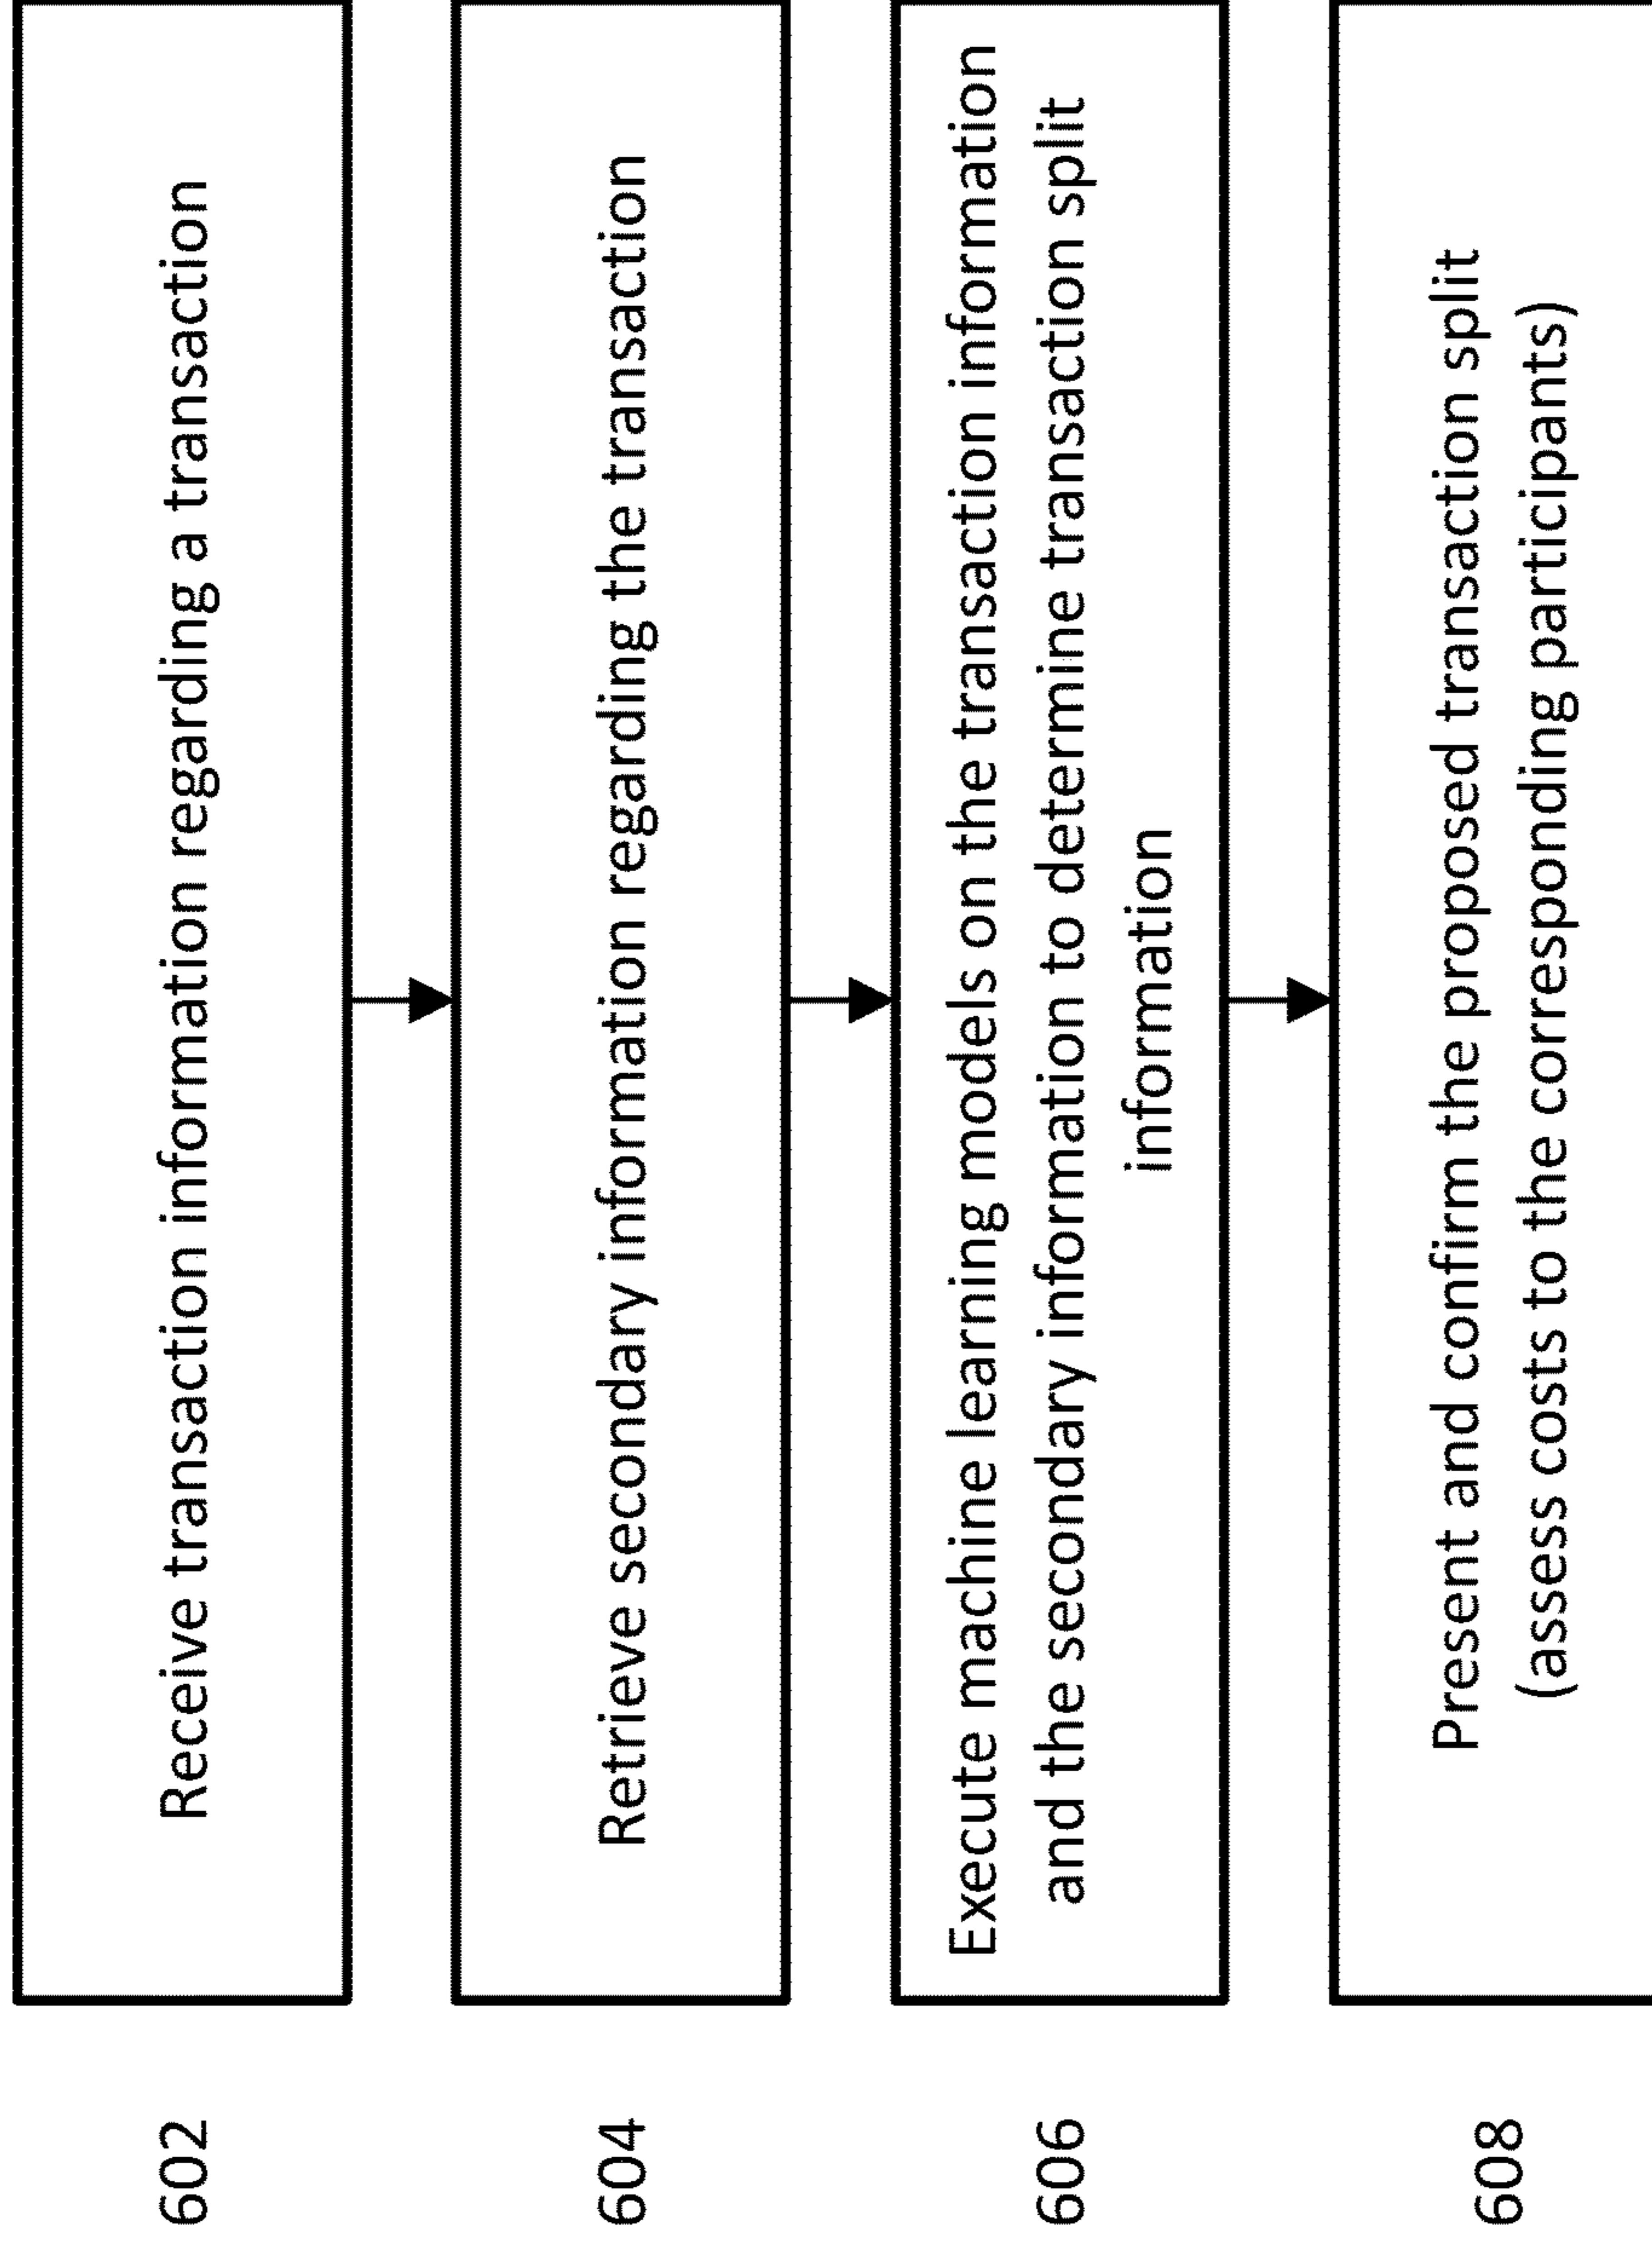 602
Receive transaction information regarding a transaction
604
Retrieve secondary information regarding the transaction
606
Execute machine learning models on the transaction information
and the secondary information to determine transaction split
information
608
Present and confirm the proposed transaction split
(assess costs to the corresponding participants)